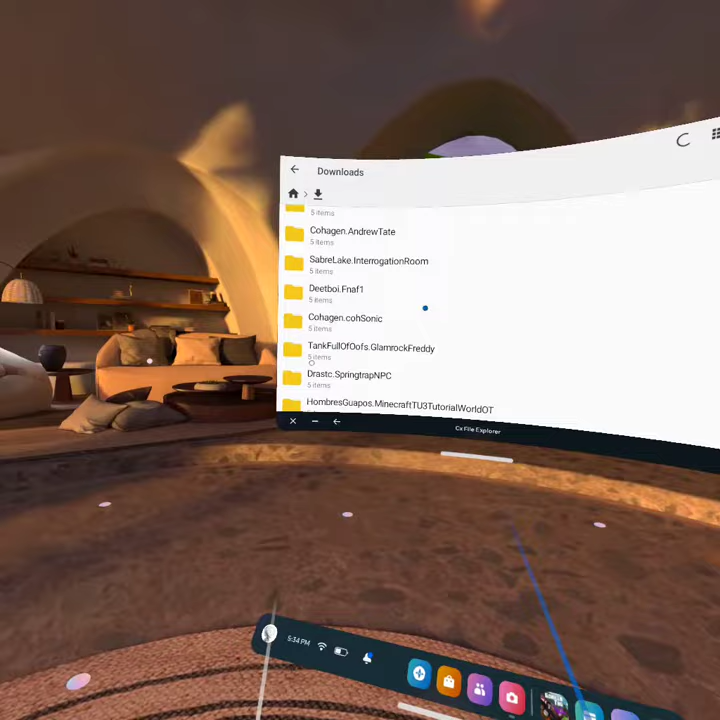 Downloads
5 items
Cohagen.AndrewTate
5 items
SabreLake.InterrogationRoom
5 items
Deetboi.Fnaf1
5 items
Cohagen.cohSonic
5 items
TankFullOfOofs.GlamrockFreddy
5 items
Drastc.SpringtrapNPC
5 items
HombresGuapos.MinecraftTU3TutorialWorldOT
Cx File Explorer
5:34 PM